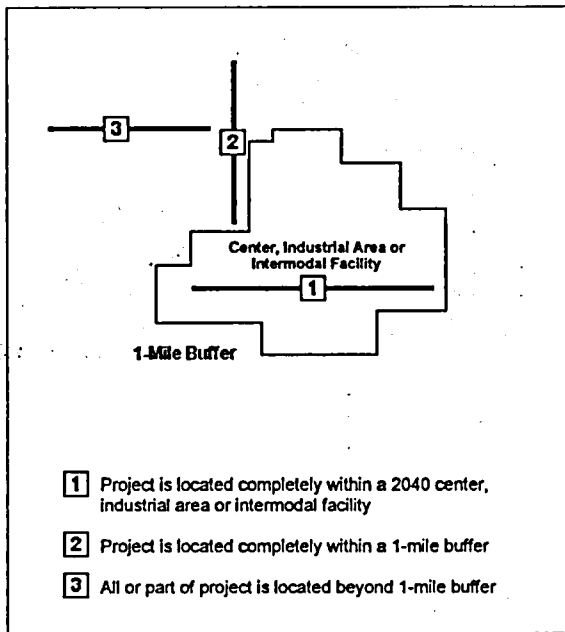 3
2
Center, Industrial Area or
Intermodal Facility
1
1-Mile Buffer
1 Project is located completely within a 2040 center,
industrial area or intermodal facility
2 Project is located completely within a 1-mile buffer
3 All or part of project is located beyond 1-mile buffer